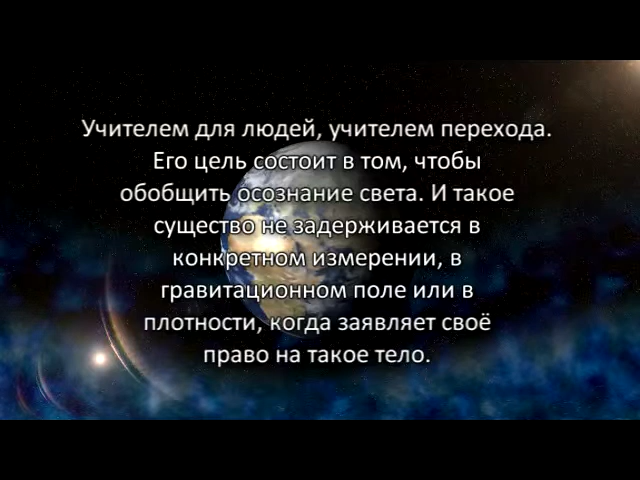 Учителем для людей, учителем перехода.
Его цель состоит в том, чтобы
обобщить осознание света. И такое
существо не задерживается в
конкретном измерении, в
гравитационном поле или в
плотности, когда заявляет своё
право на такое тело.